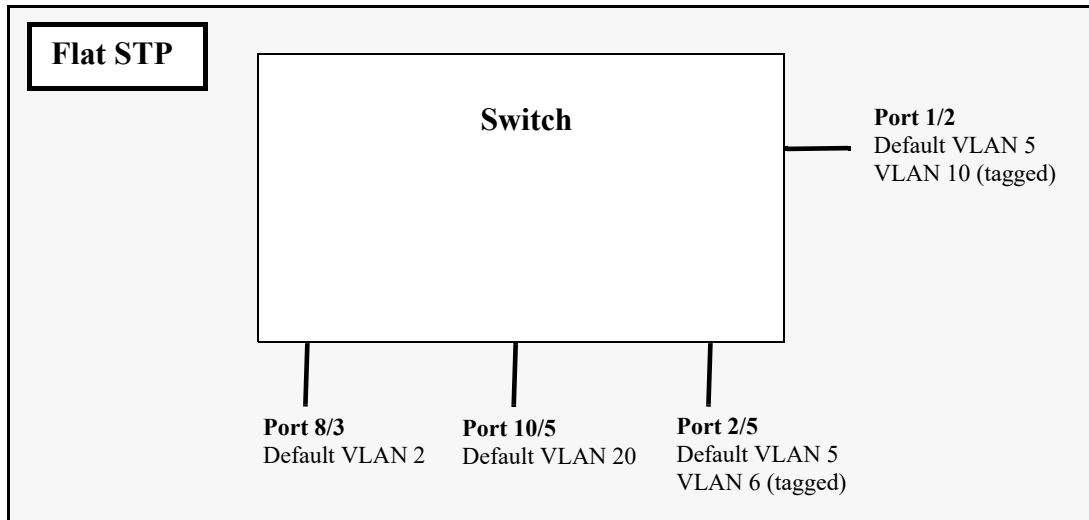 Flat STP
Switch
Port 1/2
Default VLAN 5
VLAN 10 (tagged)
Port 8/3
Default VLAN 2
Port 10/5
Default VLAN 20
Port 2/5
Default VLAN 5
VLAN 6 (tagged)